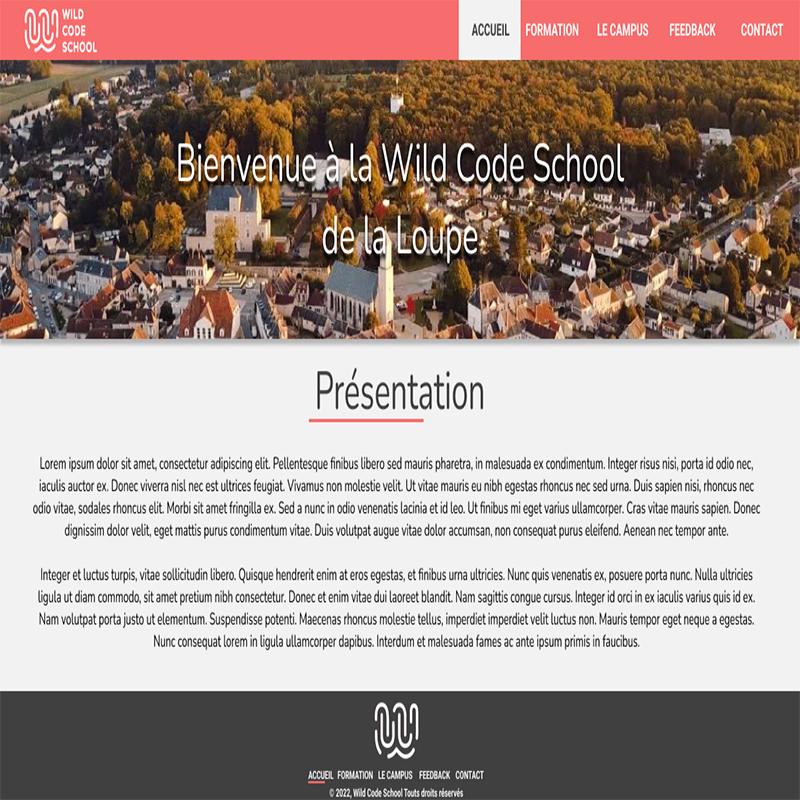 WILD
CODE
SCHOOL
ACCUEIL FORMATION LE CAMPUS FEEDBACK CONTACT
Bienvenue à la Wild Code School
de la Loupe
Présentation
Lorem ipsum dolor sit amet, consectetur adipiscing elit. Pellentesque finibus libero sed mauris pharetra, in malesuada ex condimentum. Integer risus nisi, porta id odio nec,
iaculis auctor ex. Donec viverra nisl nec est ultrices feugiat. Vivamus non molestie velit. Ut vitae mauris eu nibh egestas rhoncus nec sed urna. Duis sapien nisi, rhoncus nec
odio vitae, sodales rhoncus elit. Morbi sit amet fringilla ex. Sed a nunc in odio venenatis lacinia et id leo. Ut finibus mi eget varius ullamcorper. Cras vitae mauris sapien. Donec
dignissim dolor velit, eget mattis purus condimentum vitae. Duis volutpat augue vitae dolor accumsan, non consequat purus eleifend. Aenean nec tempor ante.
Integer et luctus turpis, vitae sollicitudin libero. Quisque hendrerit enim at eros egestas, et finibus urna ultricies. Nunc quis venenatis ex, posuere porta nunc. Nulla ultricies
ligula ut diam commodo, sit amet pretium nibh consectetur. Donec et enim vitae dui laoreet blandit. Nam sagittis congue cursus. Integer id orci in ex iaculis varius quis id ex.
Nam volutpat porta justo ut elementum. Suspendisse potenti. Maecenas rhoncus molestie tellus, imperdiet imperdiet velit luctus non. Mauris tempor eget neque a egestas.
Nunc consequat lorem in ligula ullamcorper dapibus. Interdum et malesuada fames ac ante ipsum primis in faucibus.
ACCUEIL FORMATION LE CAMPUS FEEDBACK CONTACT
© 2022, Wild Code School Touts droits réservés